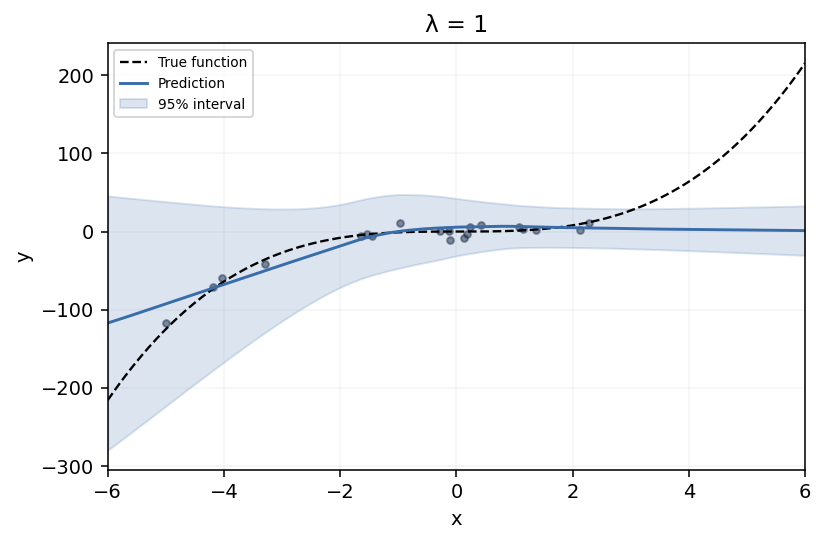 λ = 1
True function
Prediction
95% interval
200
100
0
−100
−200
−300
y
−6 −4 −2 0 2 4 6
x